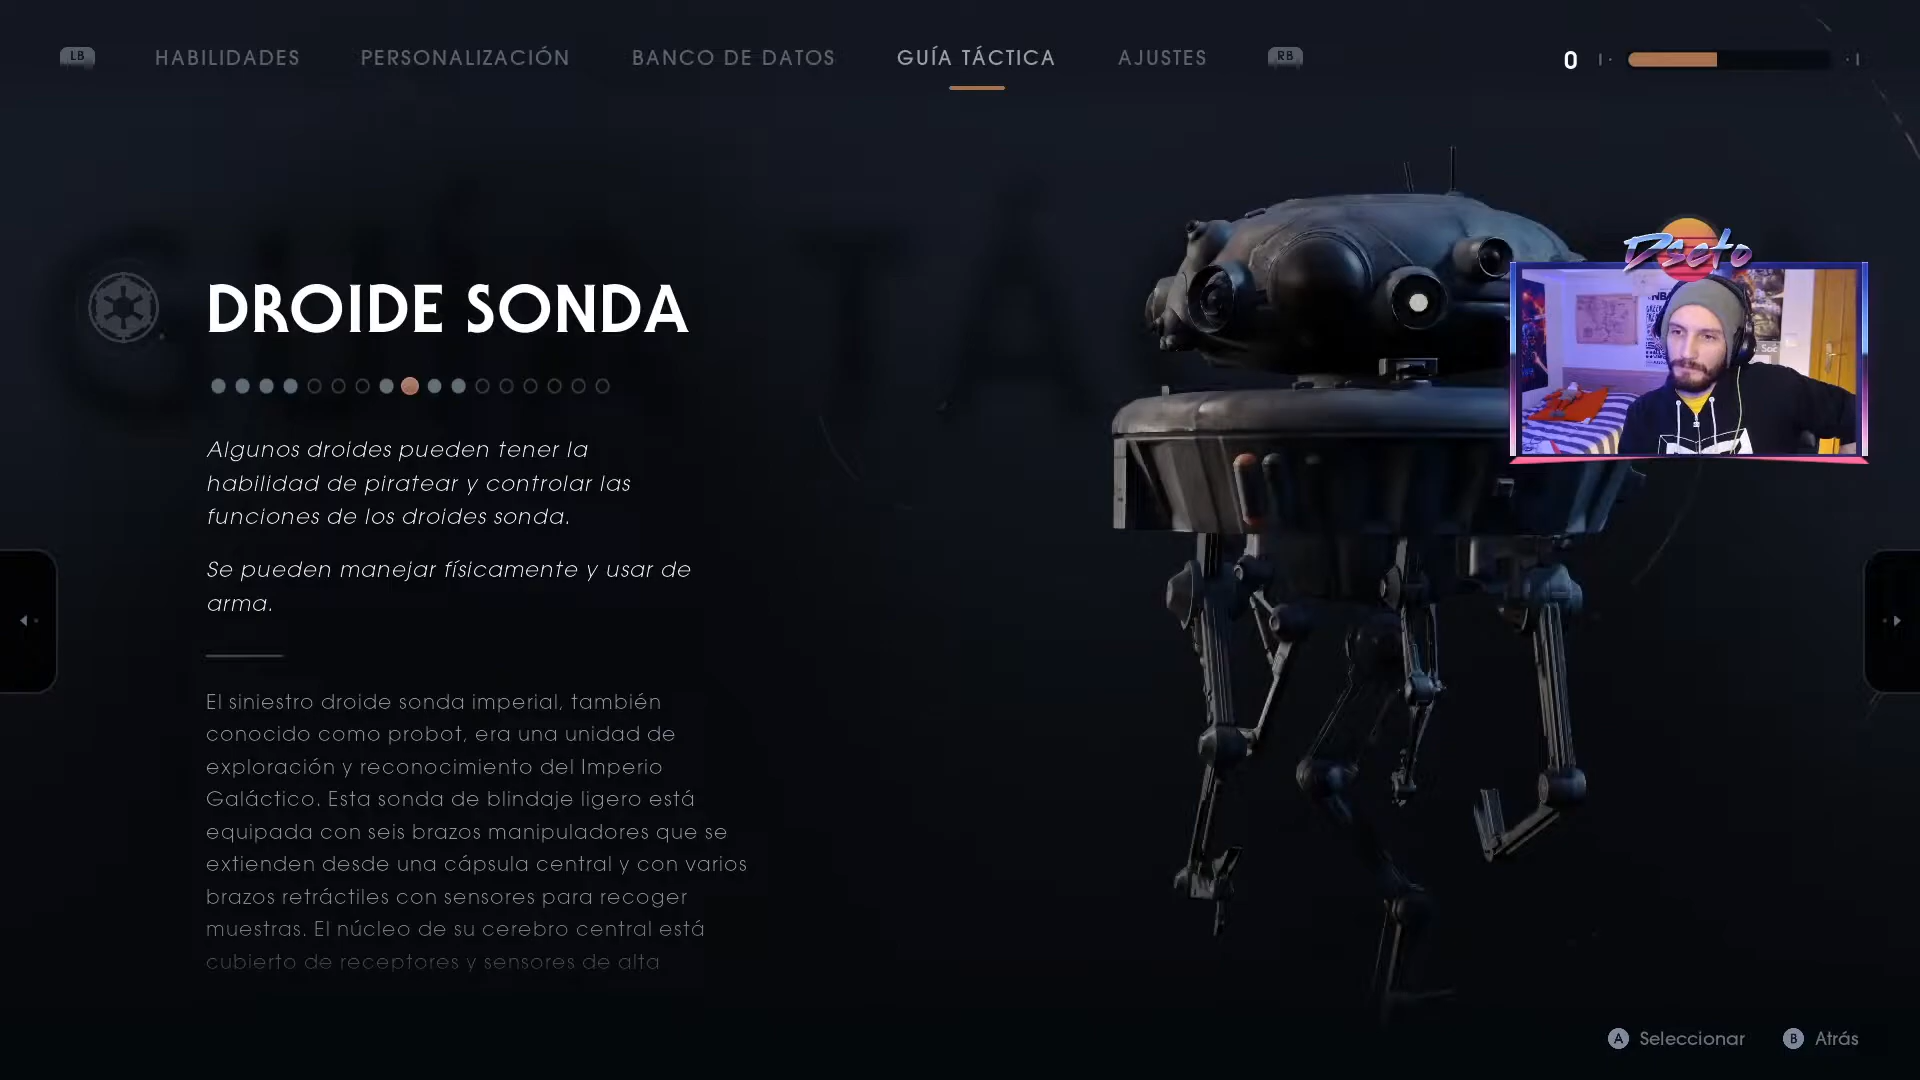 LB HABILIDADES PERSONALIZACIÓN BANCO DE DATOS GUÍA TÁCTICA AJUSTES RB 0
Dseto
DROIDE SONDA
Algunos droides pueden tener la
habilidad de piratear y controlar las
funciones de los droides sonda.
Se pueden manejar físicamente y usar de
arma.
El siniestro droide sonda imperial, también
conocido como probot, era una unidad de
exploración y reconocimiento del Imperio
Galáctico. Esta sonda de blindaje ligero está
equipada con seis brazos manipuladores que se
extienden desde una cápsula central y con varios
brazos retráctiles con sensores para recoger
muestras. El núcleo de su cerebro central está
cubierto de receptores y sensores de alta
A Seleccionar B Atrás